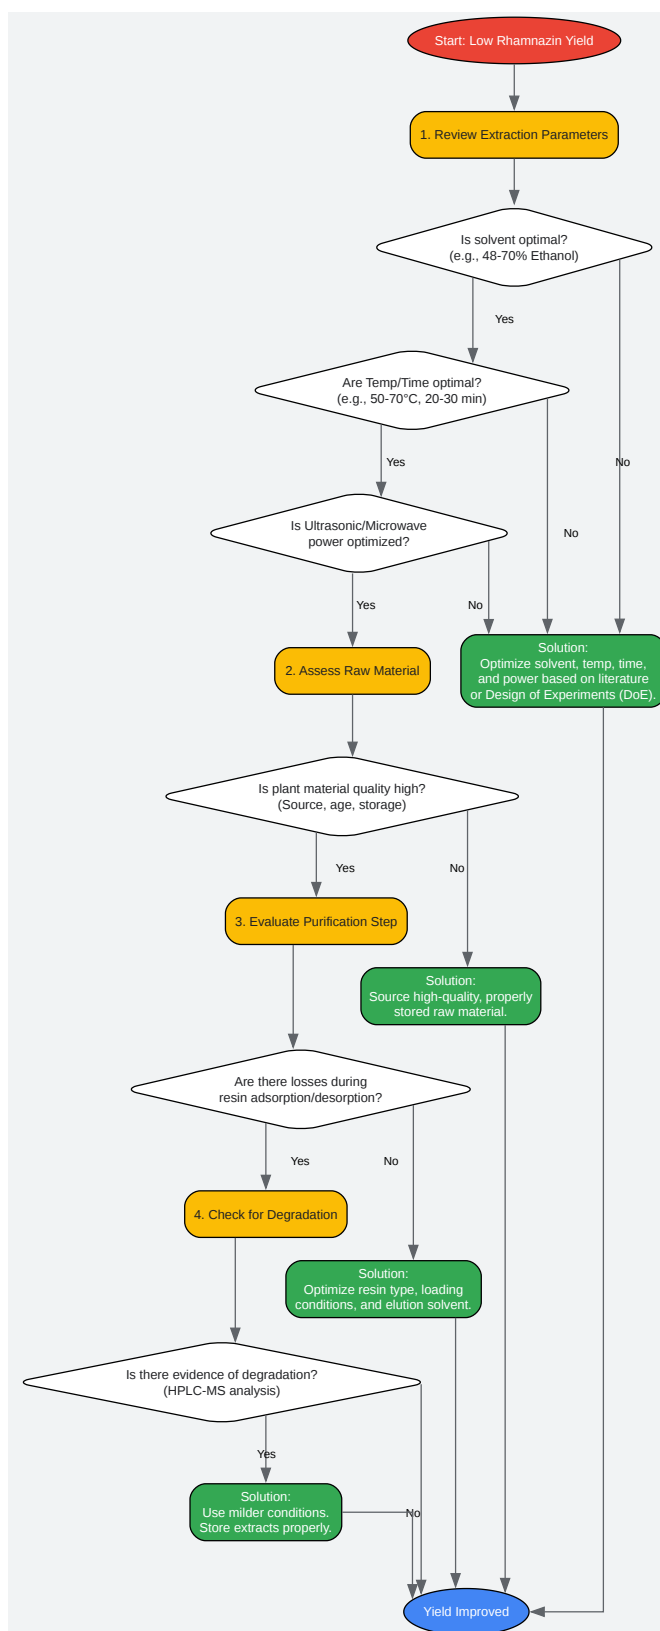 Start: Low Rhamnazin Yield
1. Review Extraction Parameters
Is solvent optimal?
(e.g., 48-70% Ethanol)
Yes
Are Temp/Time optimal?
(e.g., 50-70°C, 20-30 min)
Yes
No
Is Ultrasonic/Microwave
power optimized?
No
Yes
No
Solution:
Optimize solvent, temp, time,
and power based on literature
or Design of Experiments (DoE).
2. Assess Raw Material
Is plant material quality high?
(Source, age, storage)
Yes
No
3. Evaluate Purification Step
Solution:
Source high-quality, properly
stored raw material.
Are there losses during
resin adsorption/desorption?
Yes
No
4. Check for Degradation
Solution:
Optimize resin type, loading
conditions, and elution solvent.
Is there evidence of degradation?
(HPLC-MS analysis)
Yes
Solution:
Use milder conditions.
Store extracts properly.
No
Yield Improved